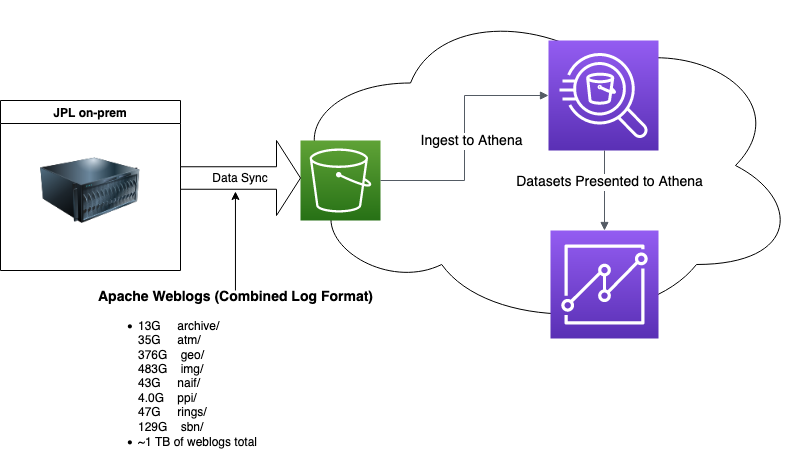 JPL on-prem
Data Sync
Ingest to Athena
Datasets Presented to Athena
Apache Weblogs (Combined Log Format)
• 13G archive/
35G atm/
376G geo/
483G img/
43G naif/
4.0G ppi/
47G rings/
129G sbn/
• ~1 TB of weblogs total